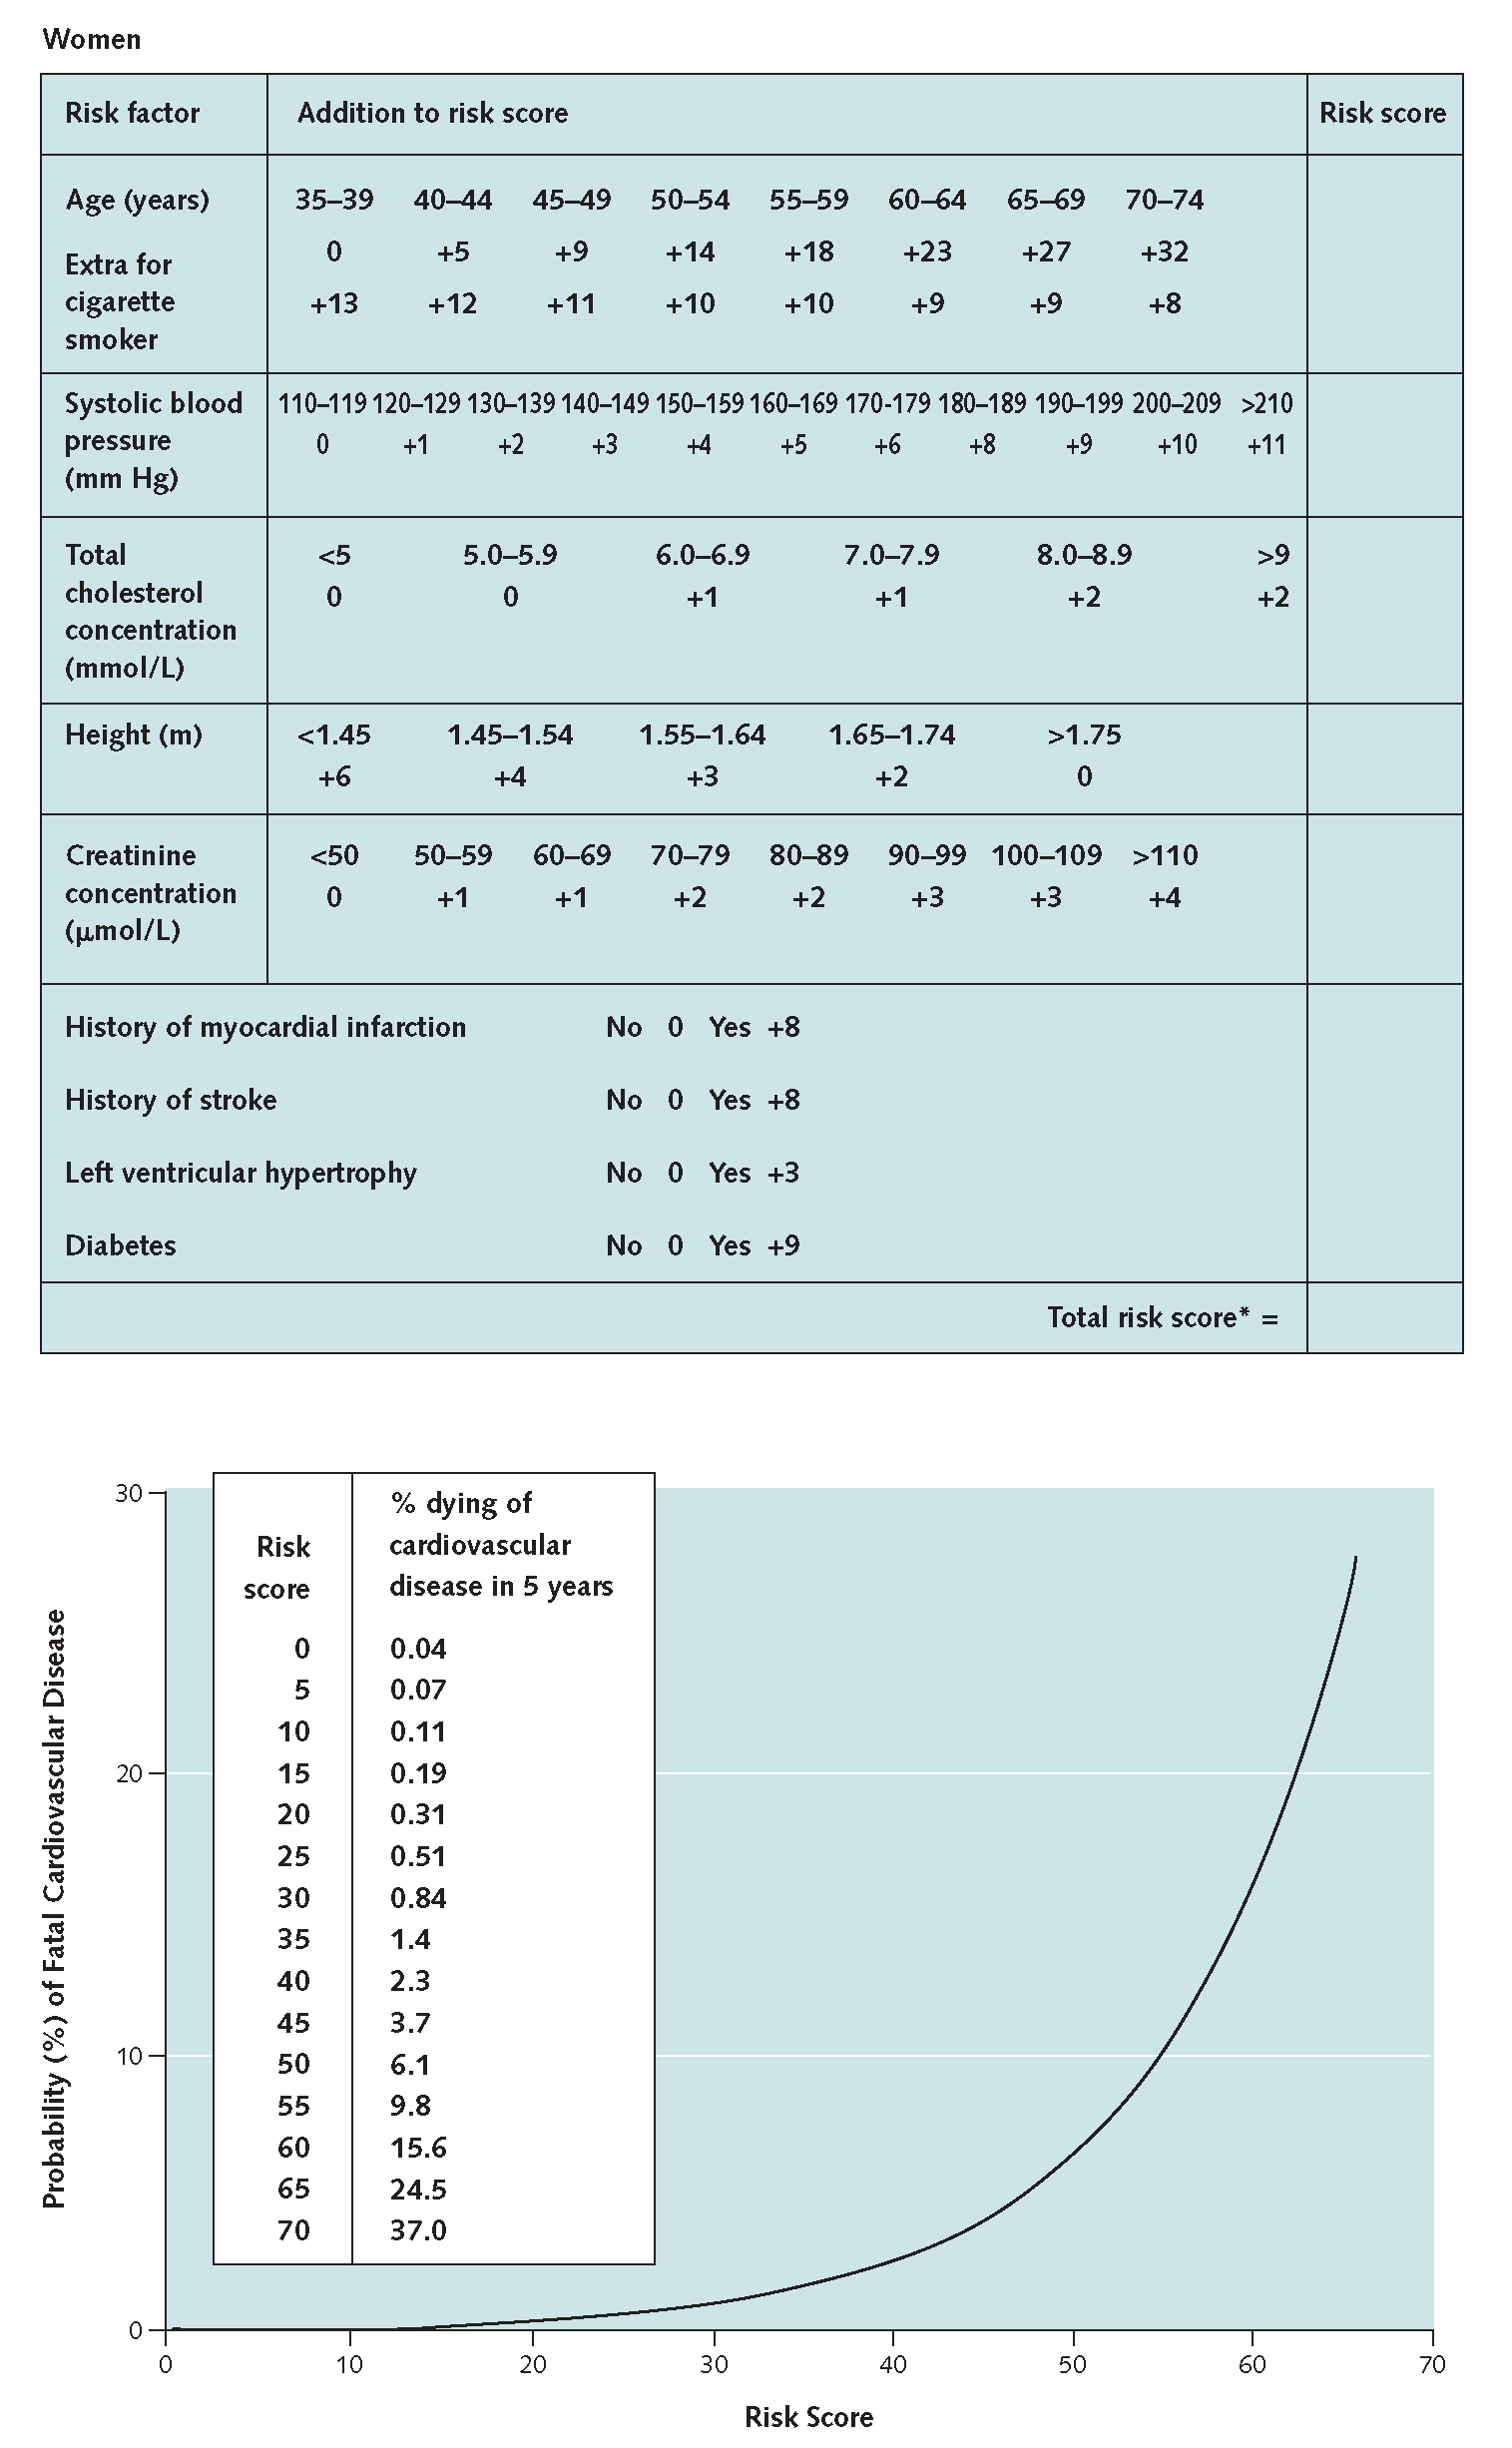 Women
Risk factor Addition to risk score Risk score
Age (years) 35–39 40–44 45–49 50–54 55–59 60–64 65–69 70–74
0 +5 +9 +14 +18 +23 +27 +32
Extra for
cigarette
smoker
+13 +12 +11 +10 +10 +9 +9 +8
Systolic blood
pressure
(mm Hg)
110–119 120–129 130–139 140–149 150–159 160–169 170-179 180–189 190–199 200–209 >210
0 +1 +2 +3 +4 +5 +6 +8 +9 +10 +11
Total
cholesterol
concentration
(mmol/L)
<5 5.0–5.9 6.0–6.9 7.0–7.9 8.0–8.9 >9
0 0 +1 +1 +2 +2
Height (m) <1.45 1.45–1.54 1.55–1.64 1.65–1.74 >1.75
+6 +4 +3 +2 0
Creatinine
concentration
(μmol/L)
<50 50–59 60–69 70–79 80–89 90–99 100–109 >110
0 +1 +1 +2 +2 +3 +3 +4
History of myocardial infarction No 0 Yes +8
History of stroke No 0 Yes +8
Left ventricular hypertrophy No 0 Yes +3
Diabetes No 0 Yes +9
Total risk score* =
Probability (%) of Fatal Cardiovascular Disease
30
20
10
0
Risk
score
% dying of
cardiovascular
disease in 5 years
0 0.04
5 0.07
10 0.11
15 0.19
20 0.31
25 0.51
30 0.84
35 1.4
40 2.3
45 3.7
50 6.1
55 9.8
60 15.6
65 24.5
70 37.0
0 10 20 30 40 50 60 70
Risk Score